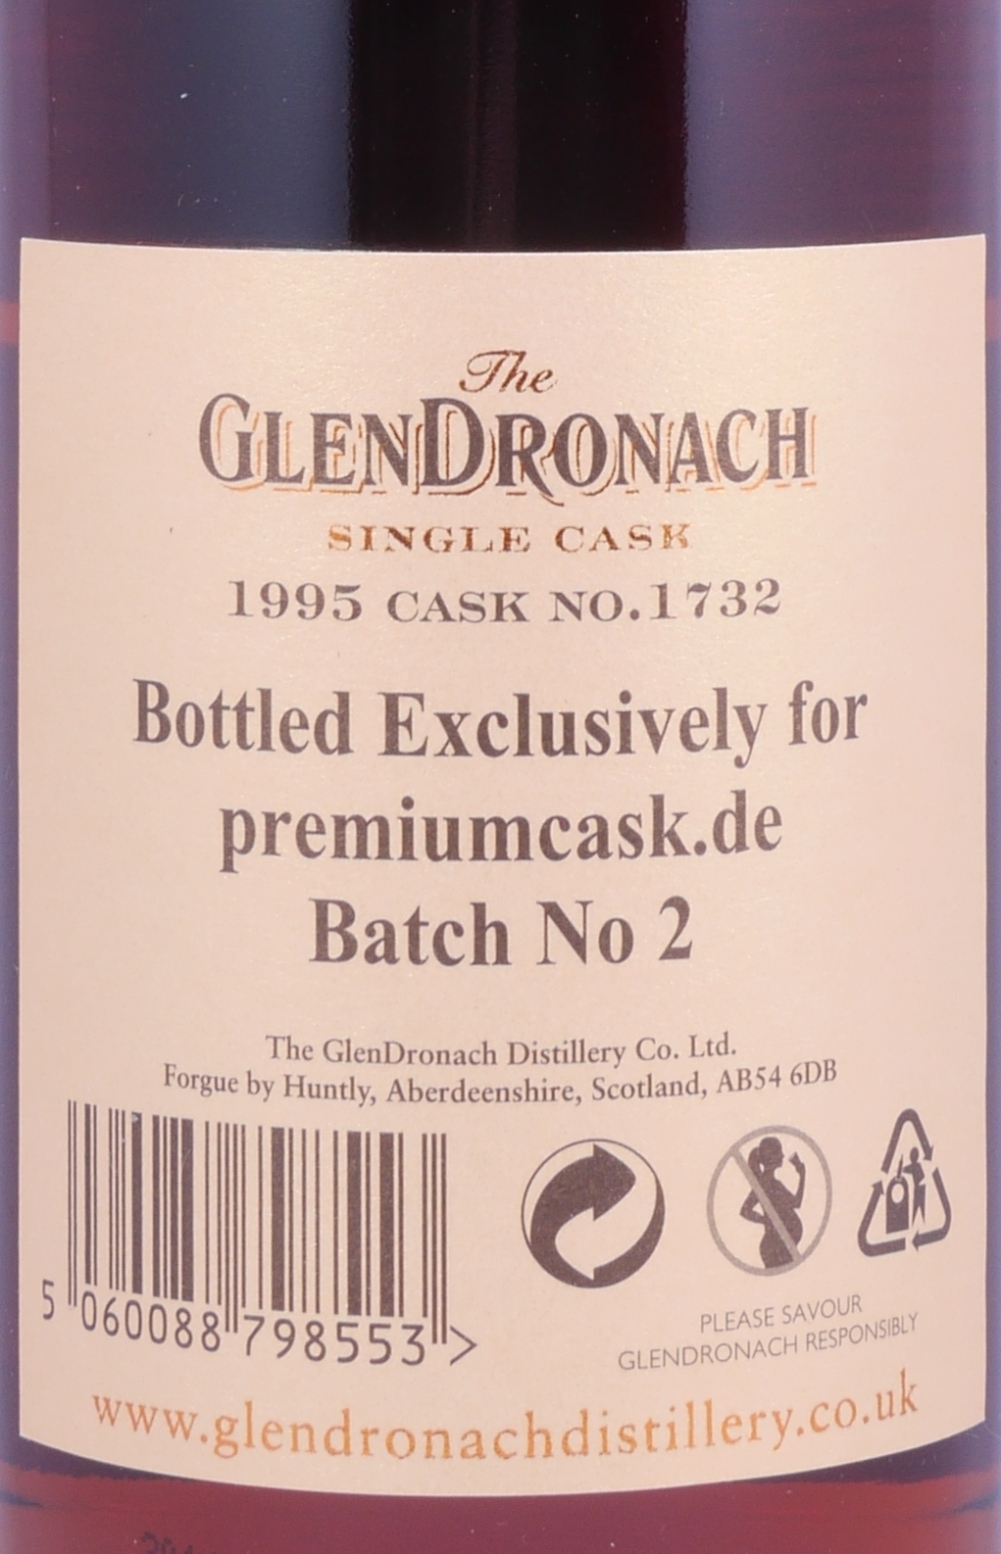 The
GLENDRONACH
SINGLE CASK
1995 CASK NO.1732
Bottled Exclusively for
premiumcask.de
Batch No 2
The GlenDronach Distillery Co. Ltd.
Forgue by Huntly, Aberdeenshire, Scotland, AB54 6DB
5 060088 798553 >
PLEASE SAVOUR
GLENDRONACH RESPONSIBLY
www.glendronachdistillery.co.uk